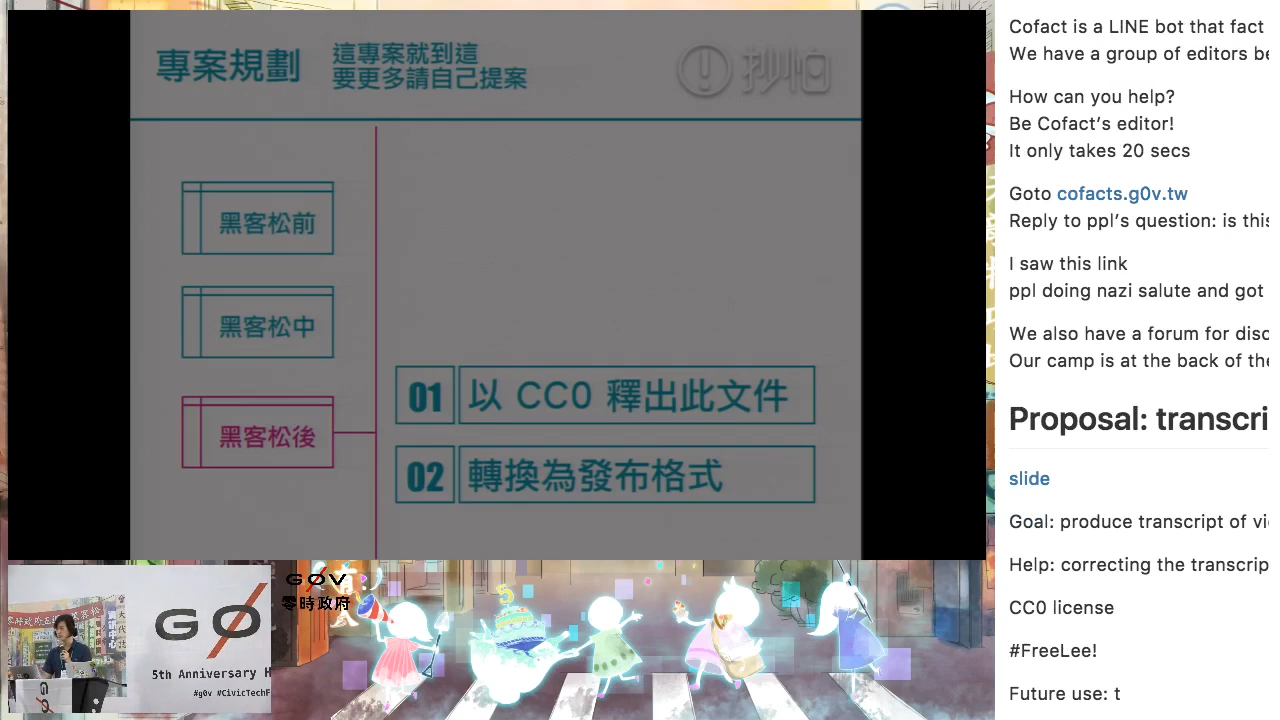 專案規劃
這專案就到這
要更多請自己提案
抄怕
黑客松前
黑客松中
黑客松後
01 以 CC0 釋出此文件
02 轉換為發布格式
Cofact is a LINE bot that fact
We have a group of editors be
How can you help?
Be Cofact’s editor!
It only takes 20 secs
Goto cofacts.g0v.tw
Reply to ppl’s question: is this
I saw this link
ppl doing nazi salute and got
We also have a forum for disc
Our camp is at the back of the
Proposal: transcri
slide
Goal: produce transcript of vi
Help: correcting the transcrip
CC0 license
#FreeLee!
Future use: t
G0V
零時政府
G0
5th Anniversary H
#g0v #CivicTechF
5